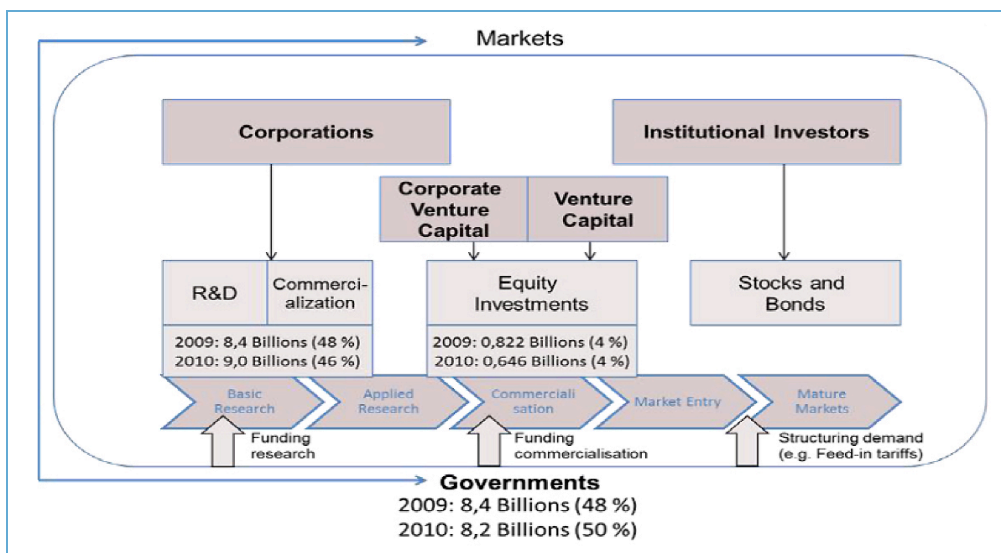 Markets
Corporations
Institutional Investors
Corporate
Venture
Capital
Venture
Capital
R&D
Commerci-
alization
2009: 8,4 Billions (48 %)
2010: 9,0 Billions (46 %)
Equity
Investments
2009: 0,822 Billions (4 %)
2010: 0,646 Billions (4 %)
Stocks and
Bonds
Basic
Research
Applied
Research
Commerciali
sation
Market Entry
Mature
Markets
Funding
research
Funding
commercialisation
Structuring demand
(e.g. Feed-in tariffs)
Governments
2009: 8,4 Billions (48 %)
2010: 8,2 Billions (50 %)